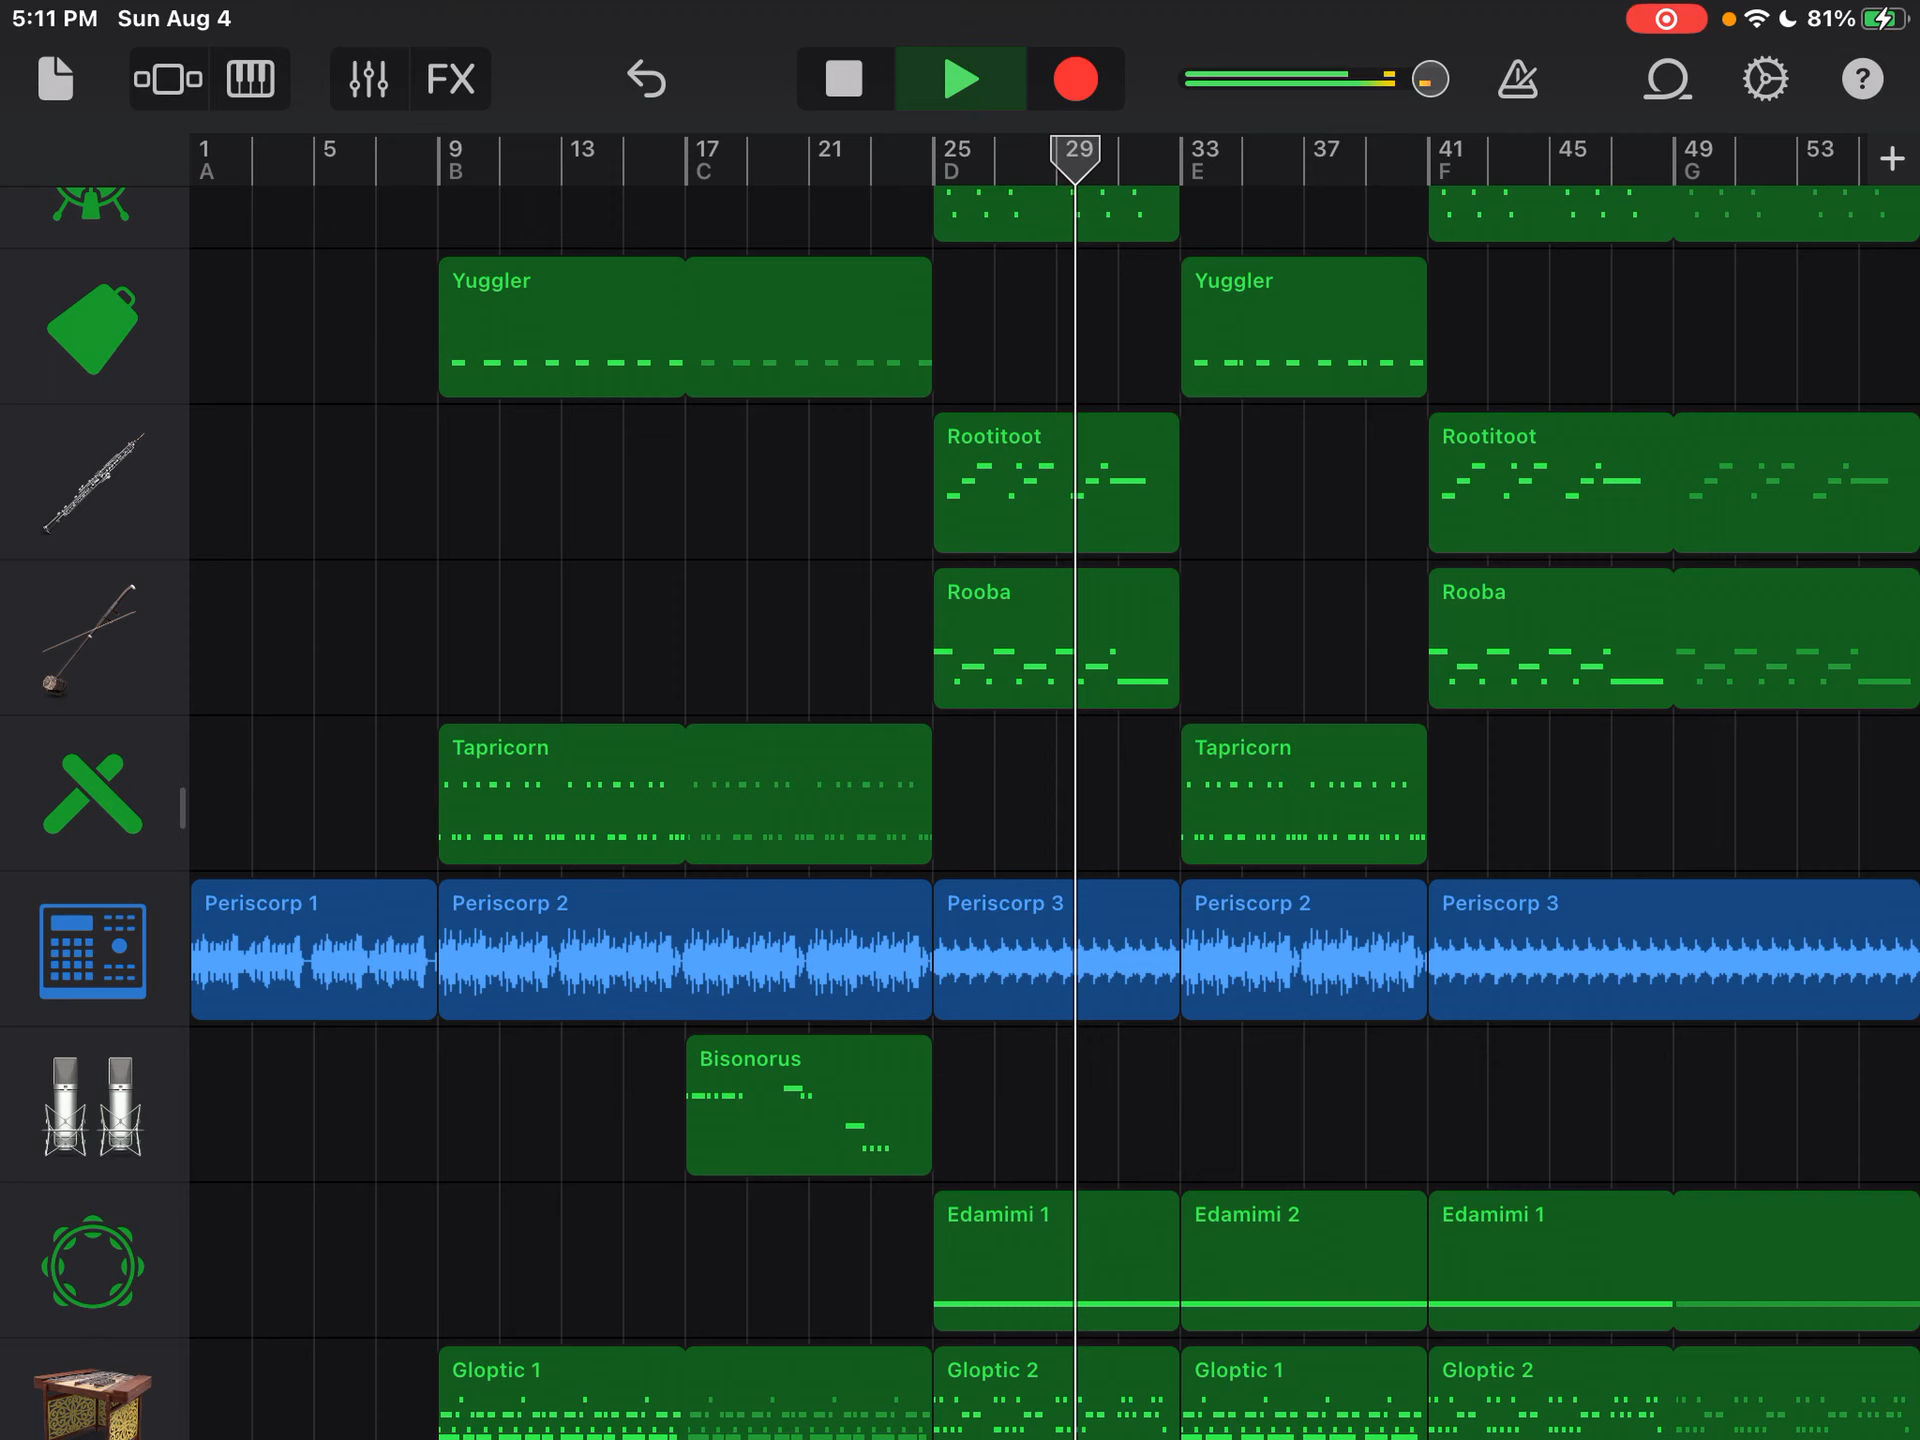 5:11 PM Sun Aug 4 81%
FX ?
1 5 9 13 17 21 25 29 33 37 41 45 49 53 +
A B C D E F G
Yuggler Yuggler
Rootitoot Rootitoot
Rooba Rooba
Tapricorn Tapricorn
Periscorp 1 Periscorp 2 Periscorp 3 Periscorp 2 Periscorp 3
Bisonorus
Edamimi 1 Edamimi 2 Edamimi 1
Gloptic 1 Gloptic 2 Gloptic 1 Gloptic 2